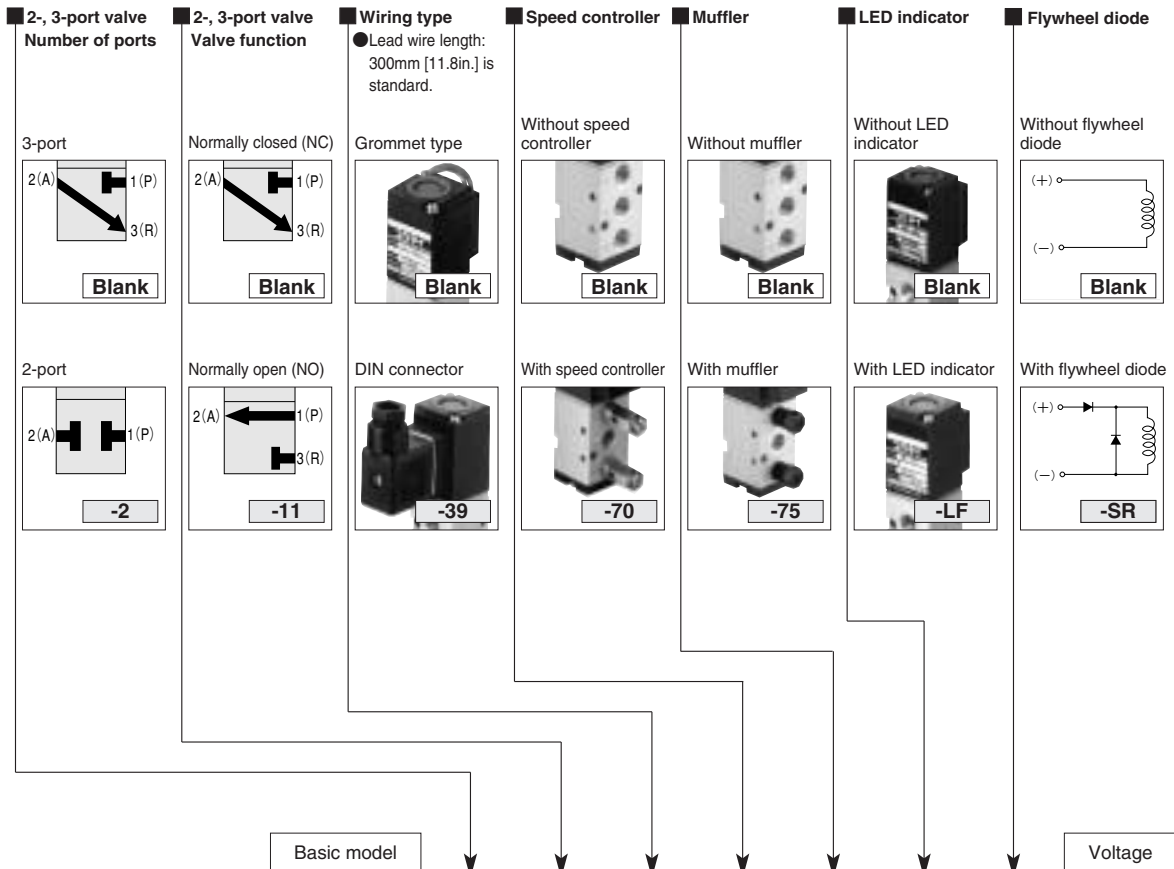 ■ 2-, 3-port valve
Number of ports
■ 2-, 3-port valve
Valve function
■ Wiring type
●Lead wire length:
300mm [11.8in.] is
standard.
■ Speed controller
■ Muffler
■ LED indicator
■ Flywheel diode
3-port
2(A)
1(P)
3(R)
Blank
Normally closed (NC)
2(A)
1(P)
3(R)
Blank
Grommet type
Blank
Without speed
controller
Blank
Without muffler
Blank
Without LED
indicator
Blank
Without flywheel
diode
(+)
(−)
Blank
2-port
2(A)
1(P)
-2
Normally open (NO)
2(A)
1(P)
3(R)
-11
DIN connector
-39
With speed controller
-70
With muffler
-75
With LED indicator
-LF
With flywheel diode
(+)
(−)
-SR
Basic model
Voltage